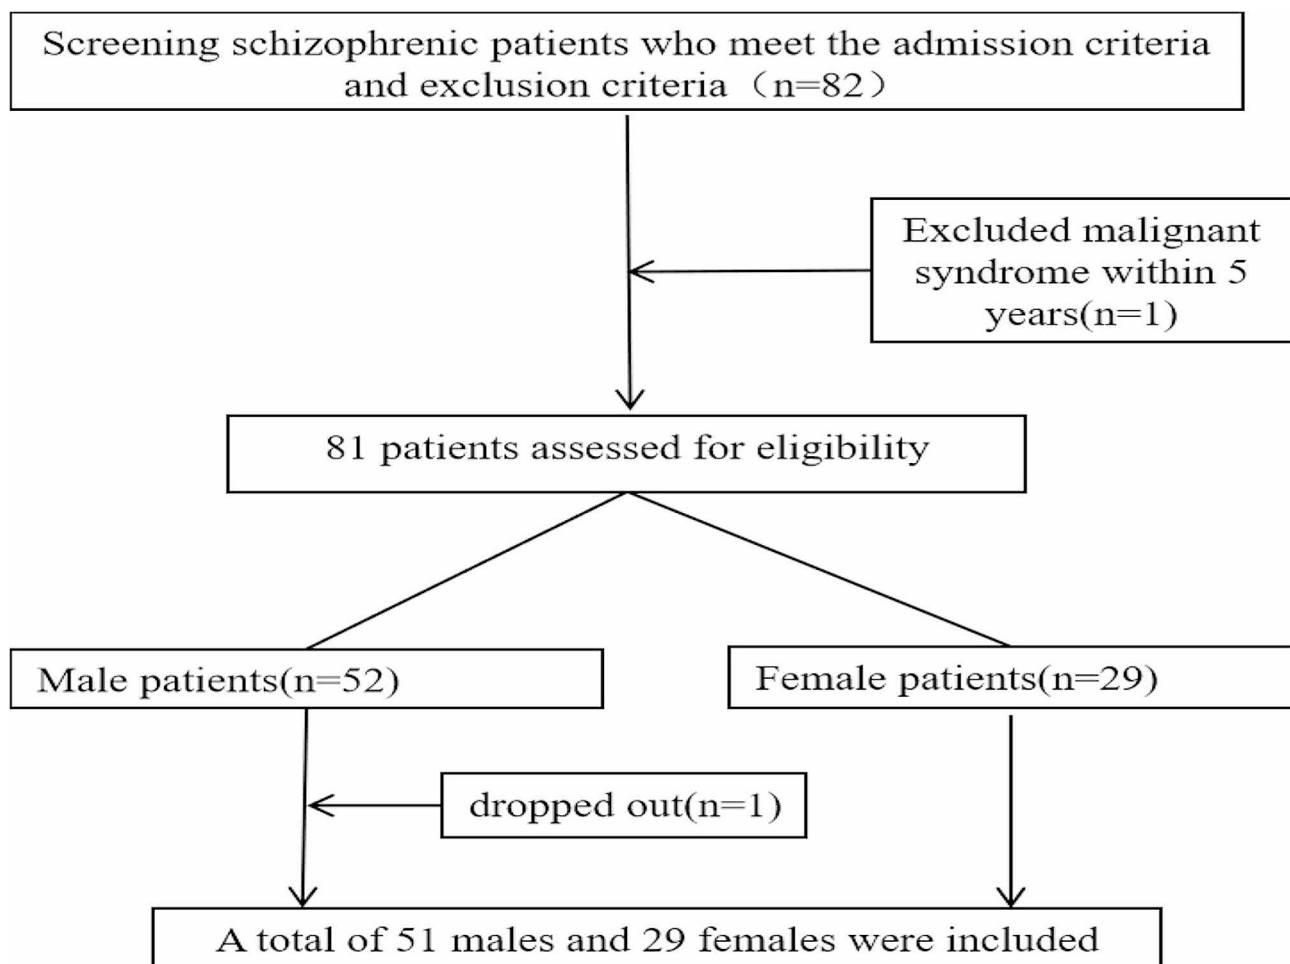 Screening schizophrenic patients who meet the admission criteria
and exclusion criteria（n=82）
Excluded malignant
syndrome within 5
years(n=1)
81 patients assessed for eligibility
Male patients(n=52)
Female patients(n=29)
dropped out(n=1)
A total of 51 males and 29 females were included